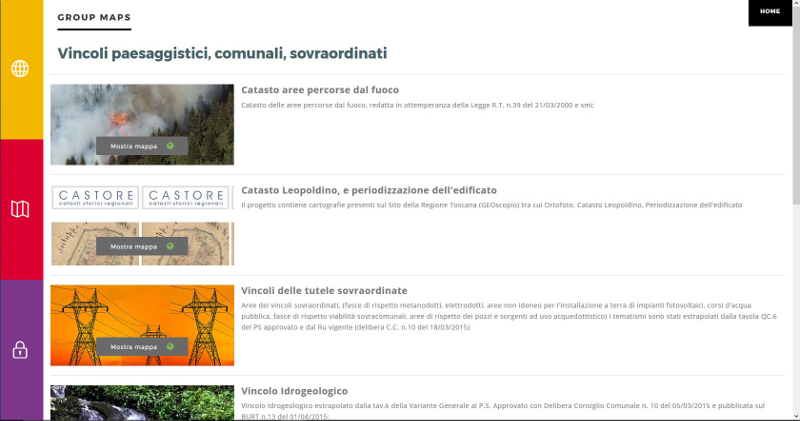 GROUP MAPS
HOME
Vincoli paesaggistici, comunali, sovraordinati
Catasto aree percorse dal fuoco
Catasto delle aree percorse dal fuoco, redatta in ottemperanza della Legge R.T. n.39 del 21/03/2000 e smi;
Mostra mappa
CASTORE CASTORE
catasti storici regionali catasti storici regionali
Catasto Leopoldino, e periodizzazione dell'edificato
Il progetto contiene cartografie presenti sul Sito della Regione Toscana (GEOscopio) tra cui Ortofoto, Catasto Leopoldino, Periodizzazione dell'edificato
Mostra mappa
Vincoli delle tutele sovraordinate
Aree dei vincoli sovraordinati, (fasce di rispetto metanodotti, elettrodotti, aree non idoneo per l'installazione a terra di impianti fotovoltaici, corsi d'acqua
pubblica, fasce di rispetto viabilità sovracomunali, aree di rispetto dei pozzi e sorgenti ad uso acquedottistico) i tematismi sono stati estrapolati dalla tavola QC.6
del PS approvato e dal Ru vigente (delibera C.C. n.10 del 18/03/2015)
Mostra mappa
Vincolo Idrogeologico
Vincolo idrogeologico estrapolato dalla tav.6 della Variante Generale al P.S. Approvato con Delibera Consiglio Comunale n. 10 del 05/03/2015 e pubblicata sul
BURT n.13 del 01/04/2015;